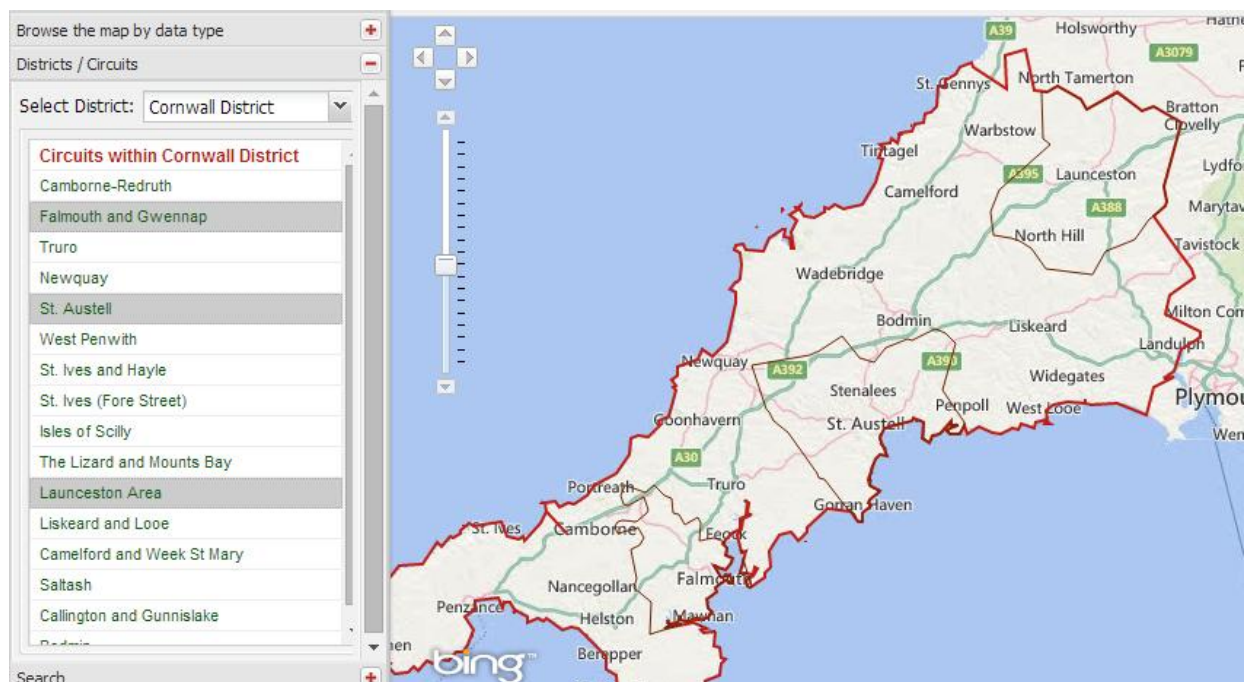 Browse the map by data type
Districts / Circuits
Select District: Cornwall District
Circuits within Cornwall District
Camborne-Redruth
Falmouth and Gwennap
Truro
Newquay
St. Austell
West Penwith
St. Ives and Hayle
St. Ives (Fore Street)
Isles of Scilly
The Lizard and Mounts Bay
Launceston Area
Liskeard and Looe
Camelford and Week St Mary
Saltash
Callington and Gunnislake
Bodmin
Search
A39
Holsworthy
A3079
St. Gennys
North Tamerton
Bratton
Clovelly
Warbstow
Tintagel
A395
Launceston
Camelford
A388
North Hill
Tavistock
Wadebridge
Bodmin
Liskeard
Landulph
Newquay
A392
A390
Stenalees
Widegates
Penpoll
West Looe
Coonhavern
St. Austell
A30
Truro
Portreath
Gorran Haven
St. Ives
Camborne
Nancegollan
Falmouth
Penzance
Helston
Mawnan
Berepper
bing